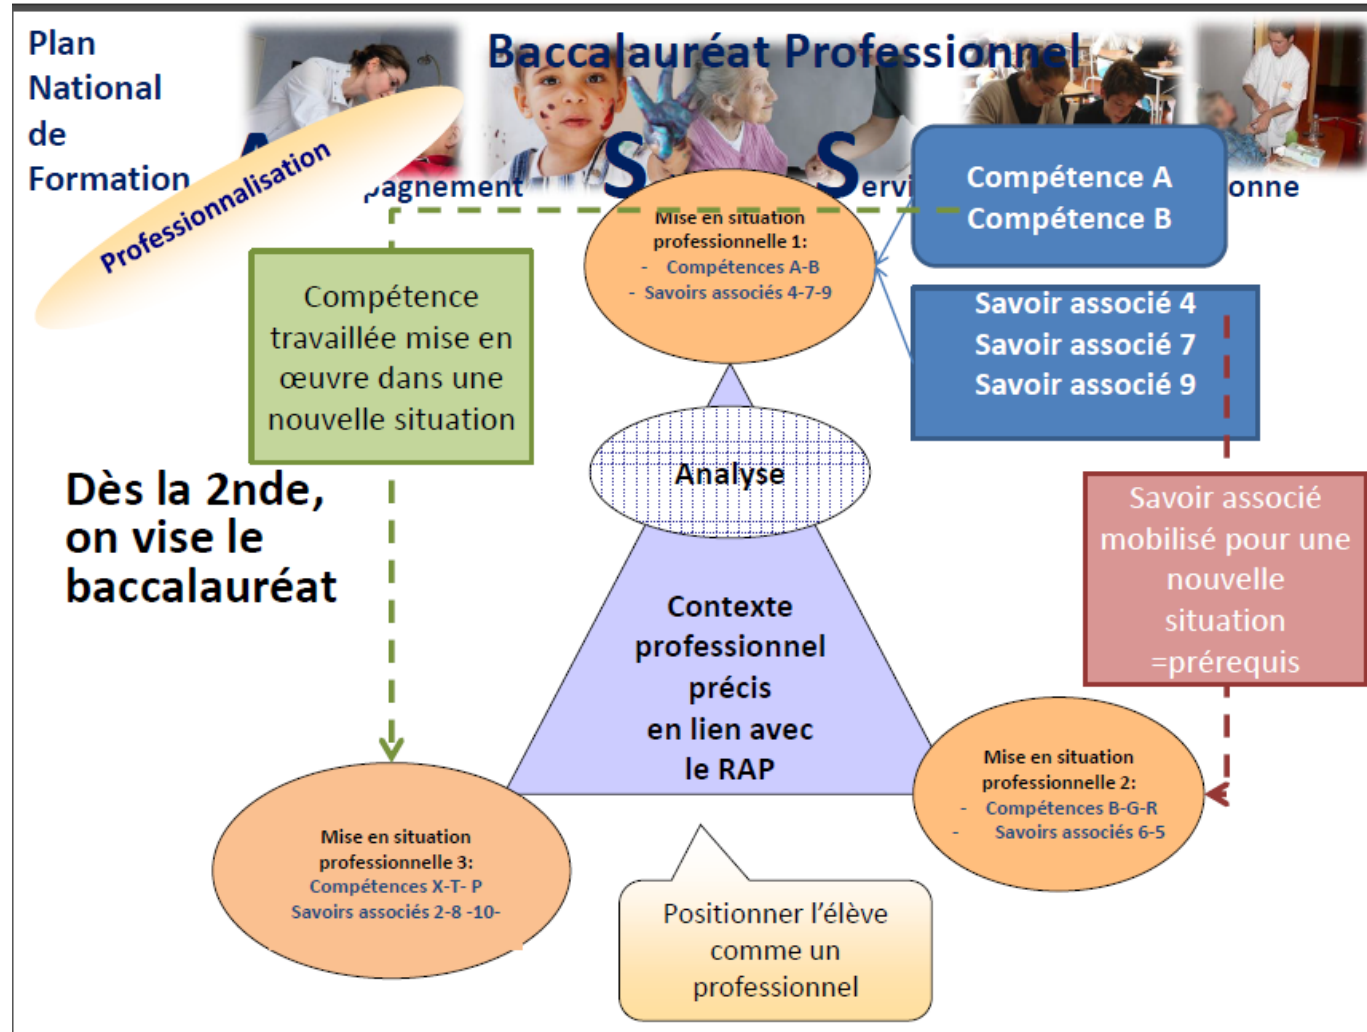 Plan
National
de
Formation
Baccalauréat Professionnel
Professionnalisation
pagnement
S
S
ervi
onne
Compétence A
Compétence B
Mise en situation
professionnelle 1:
- Compétences A-B
- Savoirs associés 4-7-9
Savoir associé 4
Savoir associé 7
Savoir associé 9
Compétence
travaillée mise en
œuvre dans une
nouvelle situation
Analyse
Dès la 2nde,
on vise le
baccalauréat
Savoir associé
mobilisé pour une
nouvelle
situation
=prérequis
Contexte
professionnel
précis
en lien avec
le RAP
Mise en situation
professionnelle 2:
- Compétences B-G-R
- Savoirs associés 6-5
Mise en situation
professionnelle 3:
Compétences X-T- P
Savoirs associés 2-8 -10-
Positionner l'élève
comme un
professionnel